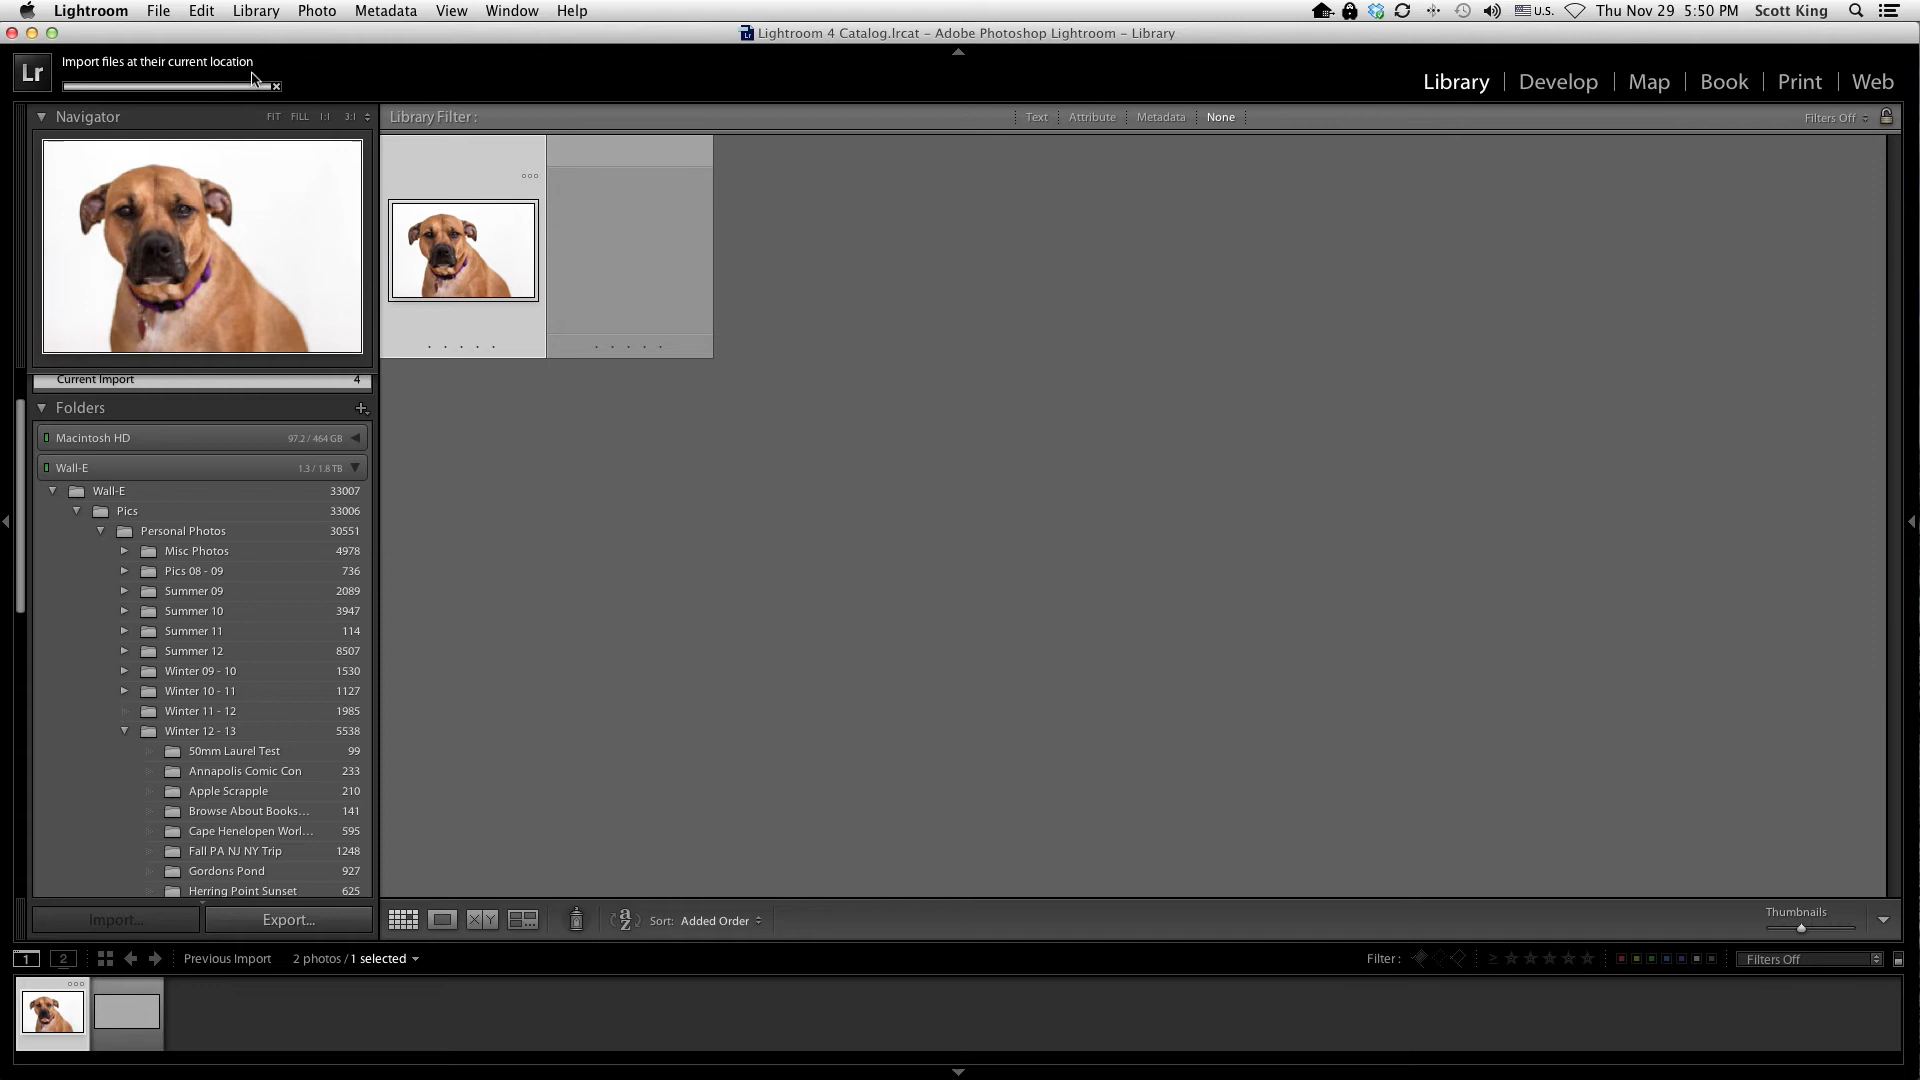 Lightroom File Edit Library Photo Metadata View Window Help U.S. Thu Nov 29 5:50 PM Scott King
Lightroom 4 Catalog.lrcat – Adobe Photoshop Lightroom – Library
Lr
Import files at their current location
Library Develop Map Book Print Web
Navigator FIT FILL 1:1 3:1
Library Filter : Text Attribute Metadata None Filters Off
Current Import 4
Folders
Macintosh HD 97.2 / 464 GB
Wall-E 1.3 / 1.8 TB
Wall-E 33007
Pics 33006
Personal Photos 30551
Misc Photos 4978
Pics 08 - 09 736
Summer 09 2089
Summer 10 3947
Summer 11 114
Summer 12 8507
Winter 09 - 10 1530
Winter 10 - 11 1127
Winter 11 - 12 1985
Winter 12 - 13 5538
50mm Laurel Test 99
Annapolis Comic Con 233
Apple Scrapple 210
Browse About Books... 141
Cape Henelopen Worl... 595
Fall PA NJ NY Trip 1248
Gordons Pond 927
Herring Point Sunset 625
Import... Export...
X Y a z Sort: Added Order Thumbnails
1 2 Previous Import 2 photos / 1 selected Filter : Filters Off